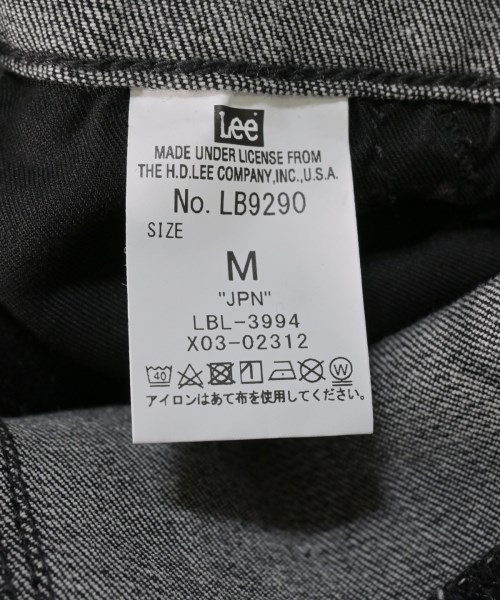 Lee
MADE UNDER LICENSE FROM
THE H.D.LEE COMPANY,INC.,U.S.A.
No. LB9290
SIZE
M
"JPN"
LBL-3994
X03-02312
40 W
アイロンはあて布を使用してください。